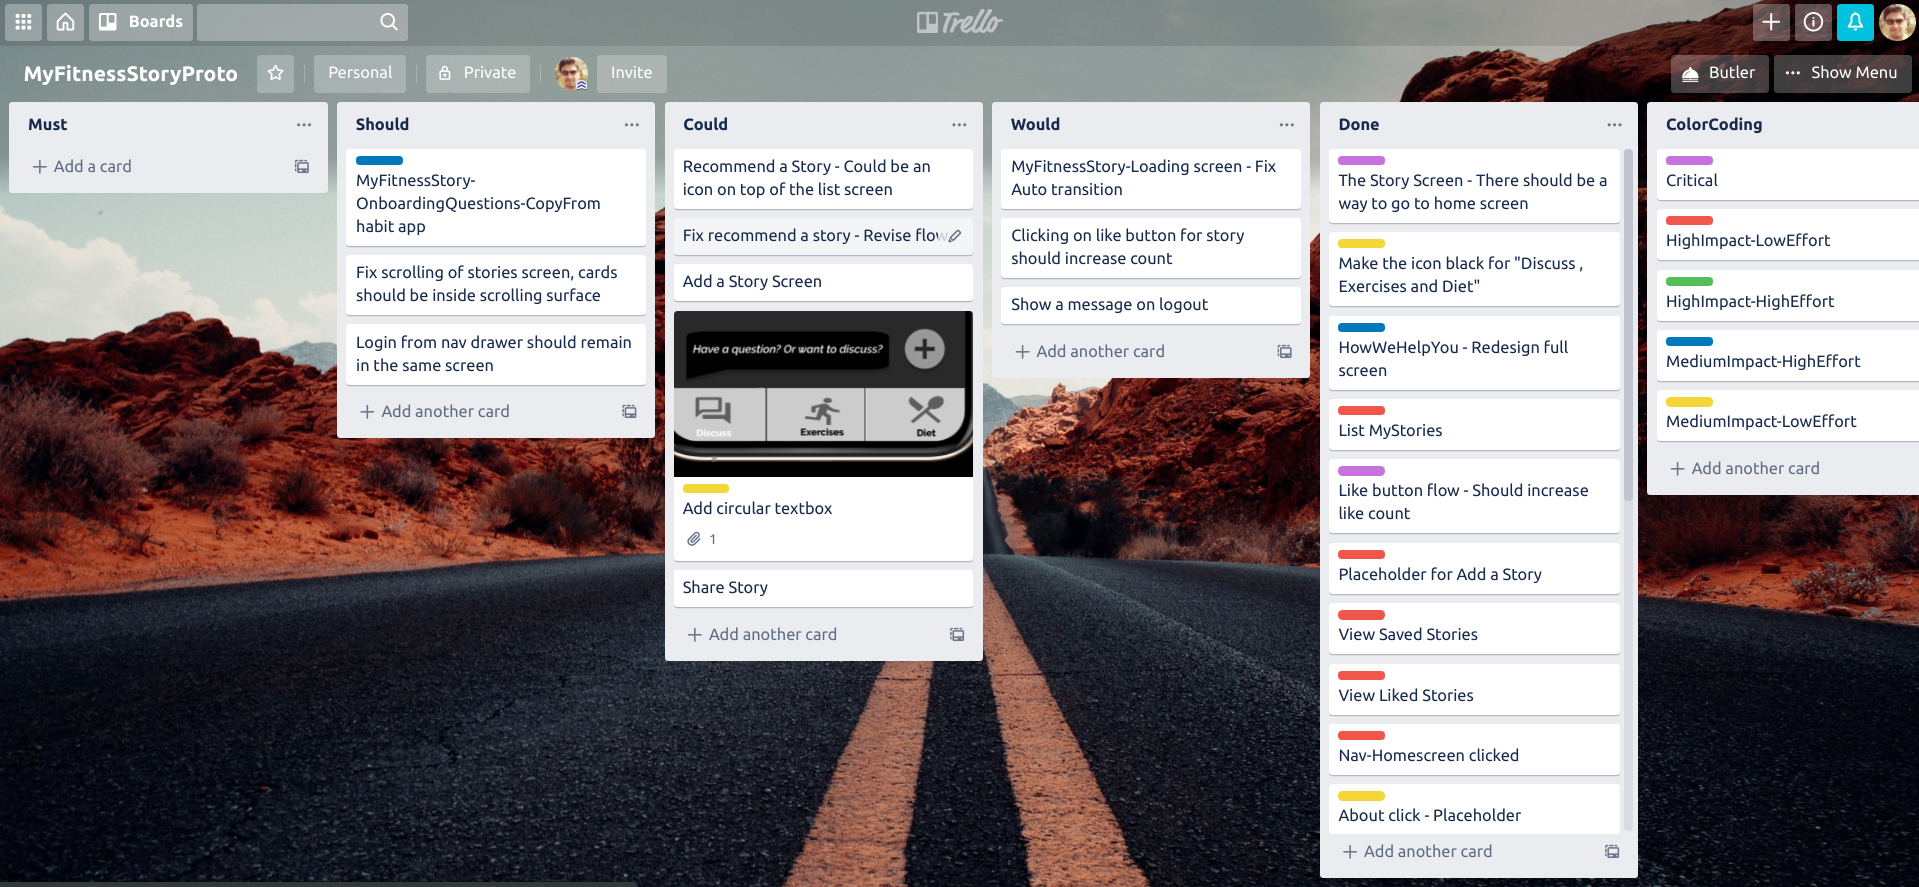 Boards
Trello
MyFitnessStoryProto
Personal
Private
Invite
Butler
Show Menu
Must
Add a card
Should
MyFitnessStory-
OnboardingQuestions-CopyFrom
habit app
Fix scrolling of stories screen, cards
should be inside scrolling surface
Login from nav drawer should remain
in the same screen
Add another card
Could
Recommend a Story - Could be an
icon on top of the list screen
Fix recommend a story - Revise flow
Add a Story Screen
Have a question? Or want to discuss?
Discuss
Exercises
Diet
Add circular textbox
1
Share Story
Add another card
Would
MyFitnessStory-Loading screen - Fix
Auto transition
Clicking on like button for story
should increase count
Show a message on logout
Add another card
Done
The Story Screen - There should be a
way to go to home screen
Make the icon black for "Discuss ,
Exercises and Diet"
HowWeHelpYou - Redesign full
screen
List MyStories
Like button flow - Should increase
like count
Placeholder for Add a Story
View Saved Stories
View Liked Stories
Nav-Homescreen clicked
About click - Placeholder
Add another card
ColorCoding
Critical
HighImpact-LowEffort
HighImpact-HighEffort
MediumImpact-HighEffort
MediumImpact-LowEffort
Add another card